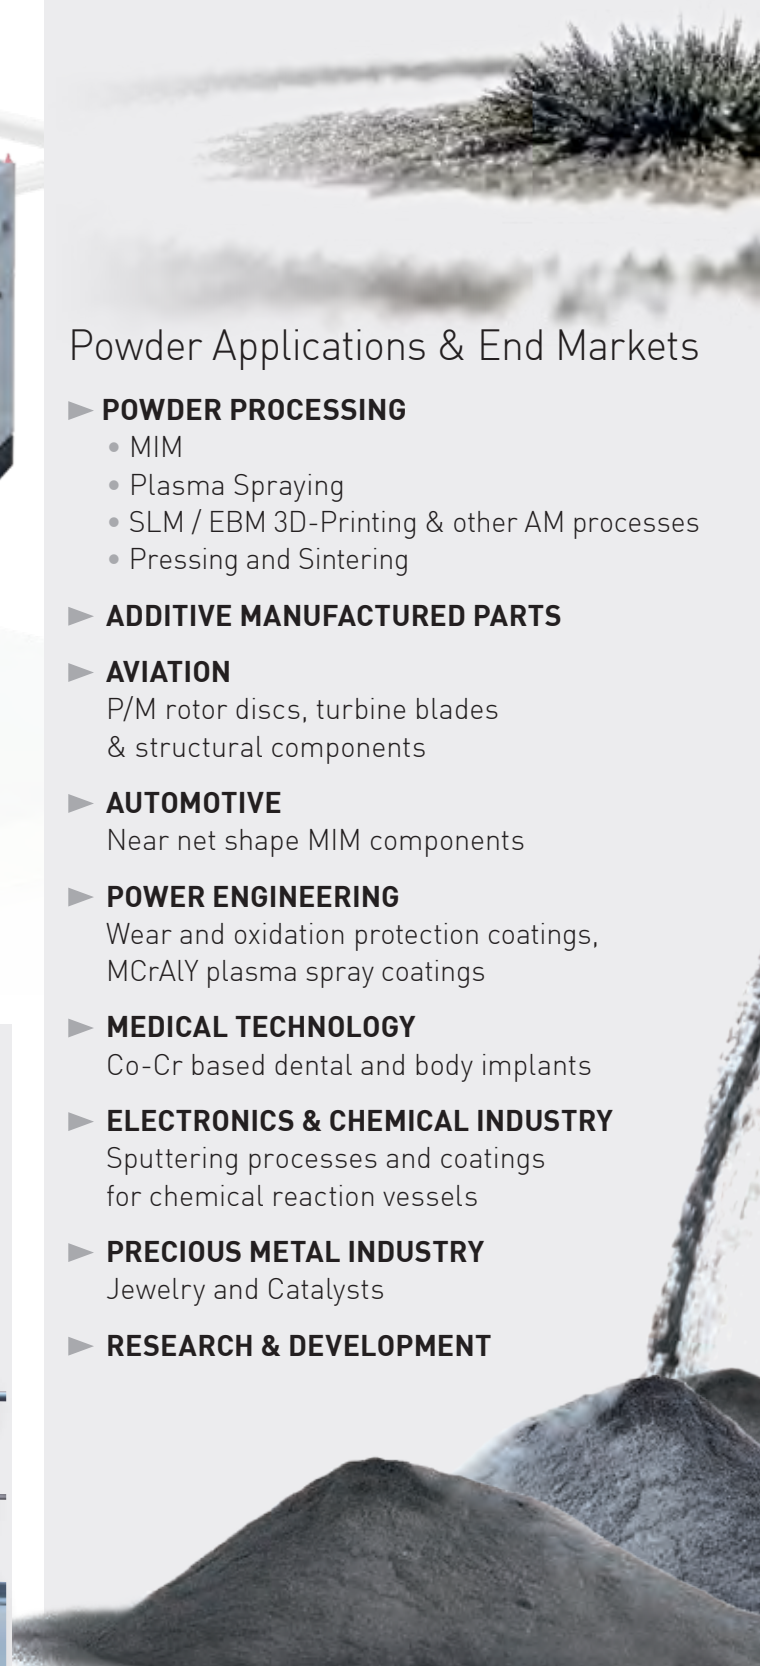 Powder Applications & End Markets
► POWDER PROCESSING
• MIM
• Plasma Spraying
• SLM / EBM 3D-Printing & other AM processes
• Pressing and Sintering
► ADDITIVE MANUFACTURED PARTS
► AVIATION
P/M rotor discs, turbine blades
& structural components
► AUTOMOTIVE
Near net shape MIM components
► POWER ENGINEERING
Wear and oxidation protection coatings,
MCrAlY plasma spray coatings
► MEDICAL TECHNOLOGY
Co-Cr based dental and body implants
► ELECTRONICS & CHEMICAL INDUSTRY
Sputtering processes and coatings
for chemical reaction vessels
► PRECIOUS METAL INDUSTRY
Jewelry and Catalysts
► RESEARCH & DEVELOPMENT